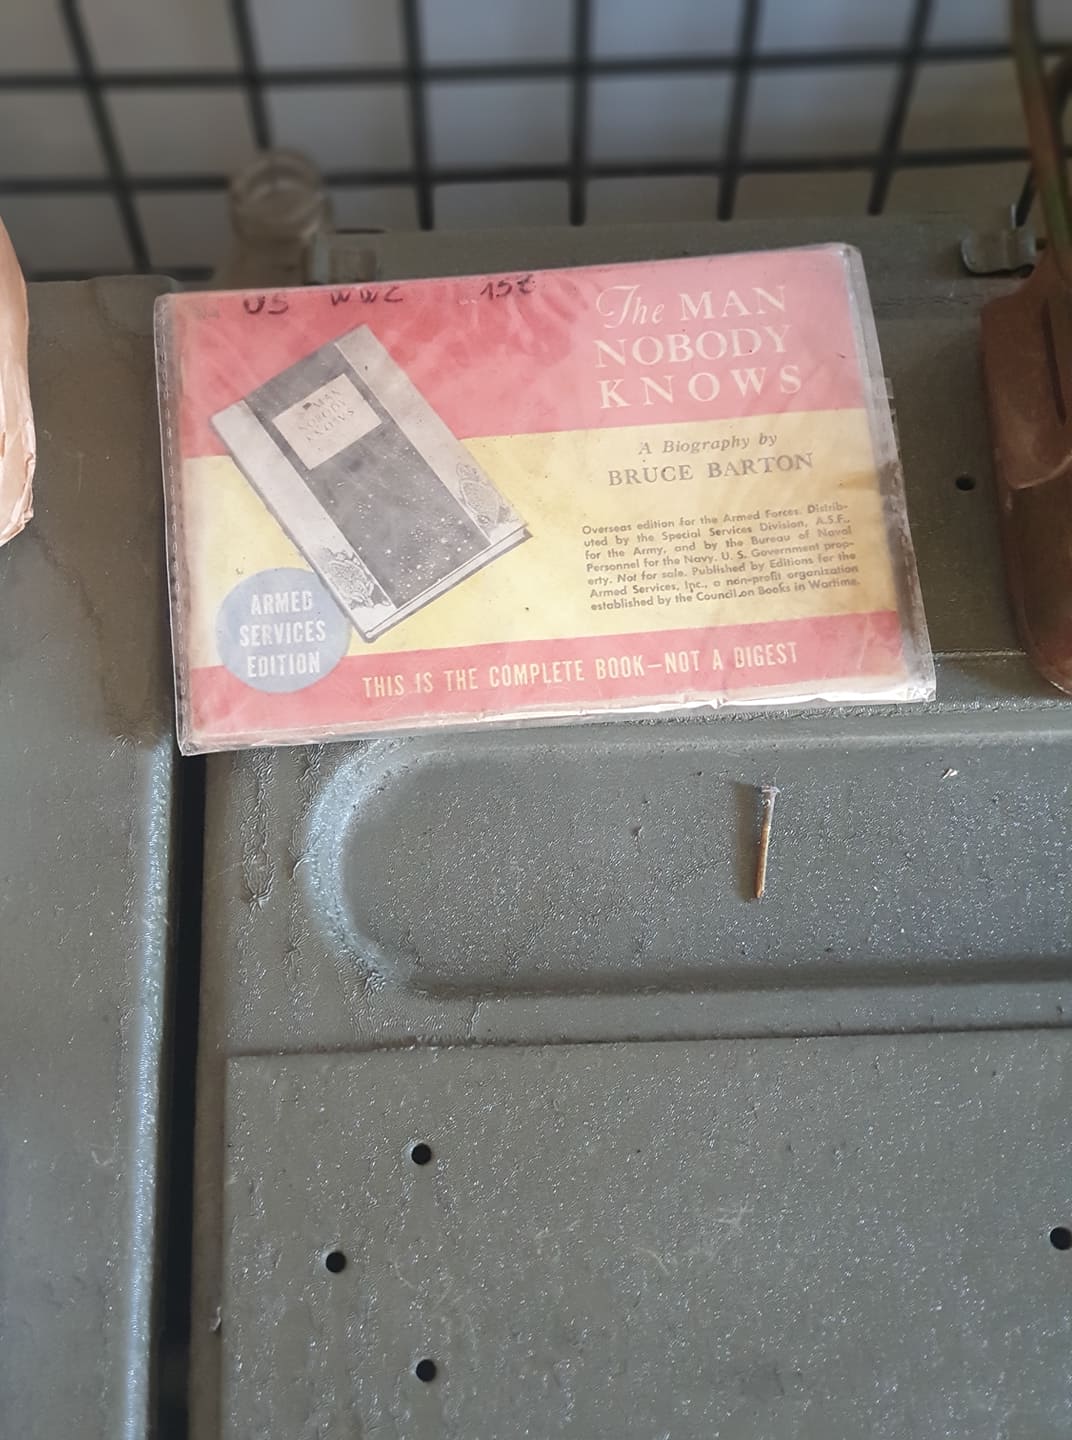 US WW2 15€
The MAN
NOBODY
KNOWS
MAN
NOBODY
KNOWS
A Biography by
BRUCE BARTON
Overseas edition for the Armed Forces. Distrib-
uted by the Special Services Division, A.S.F.,
for the Army, and by the Bureau of Naval
Personnel for the Navy. U. S. Government prop-
erty. Not for sale. Published by Editions for the
Armed Services, Inc., a non-profit organization
established by the Council on Books in Wartime.
ARMED
SERVICES
EDITION
THIS IS THE COMPLETE BOOK—NOT A DIGEST